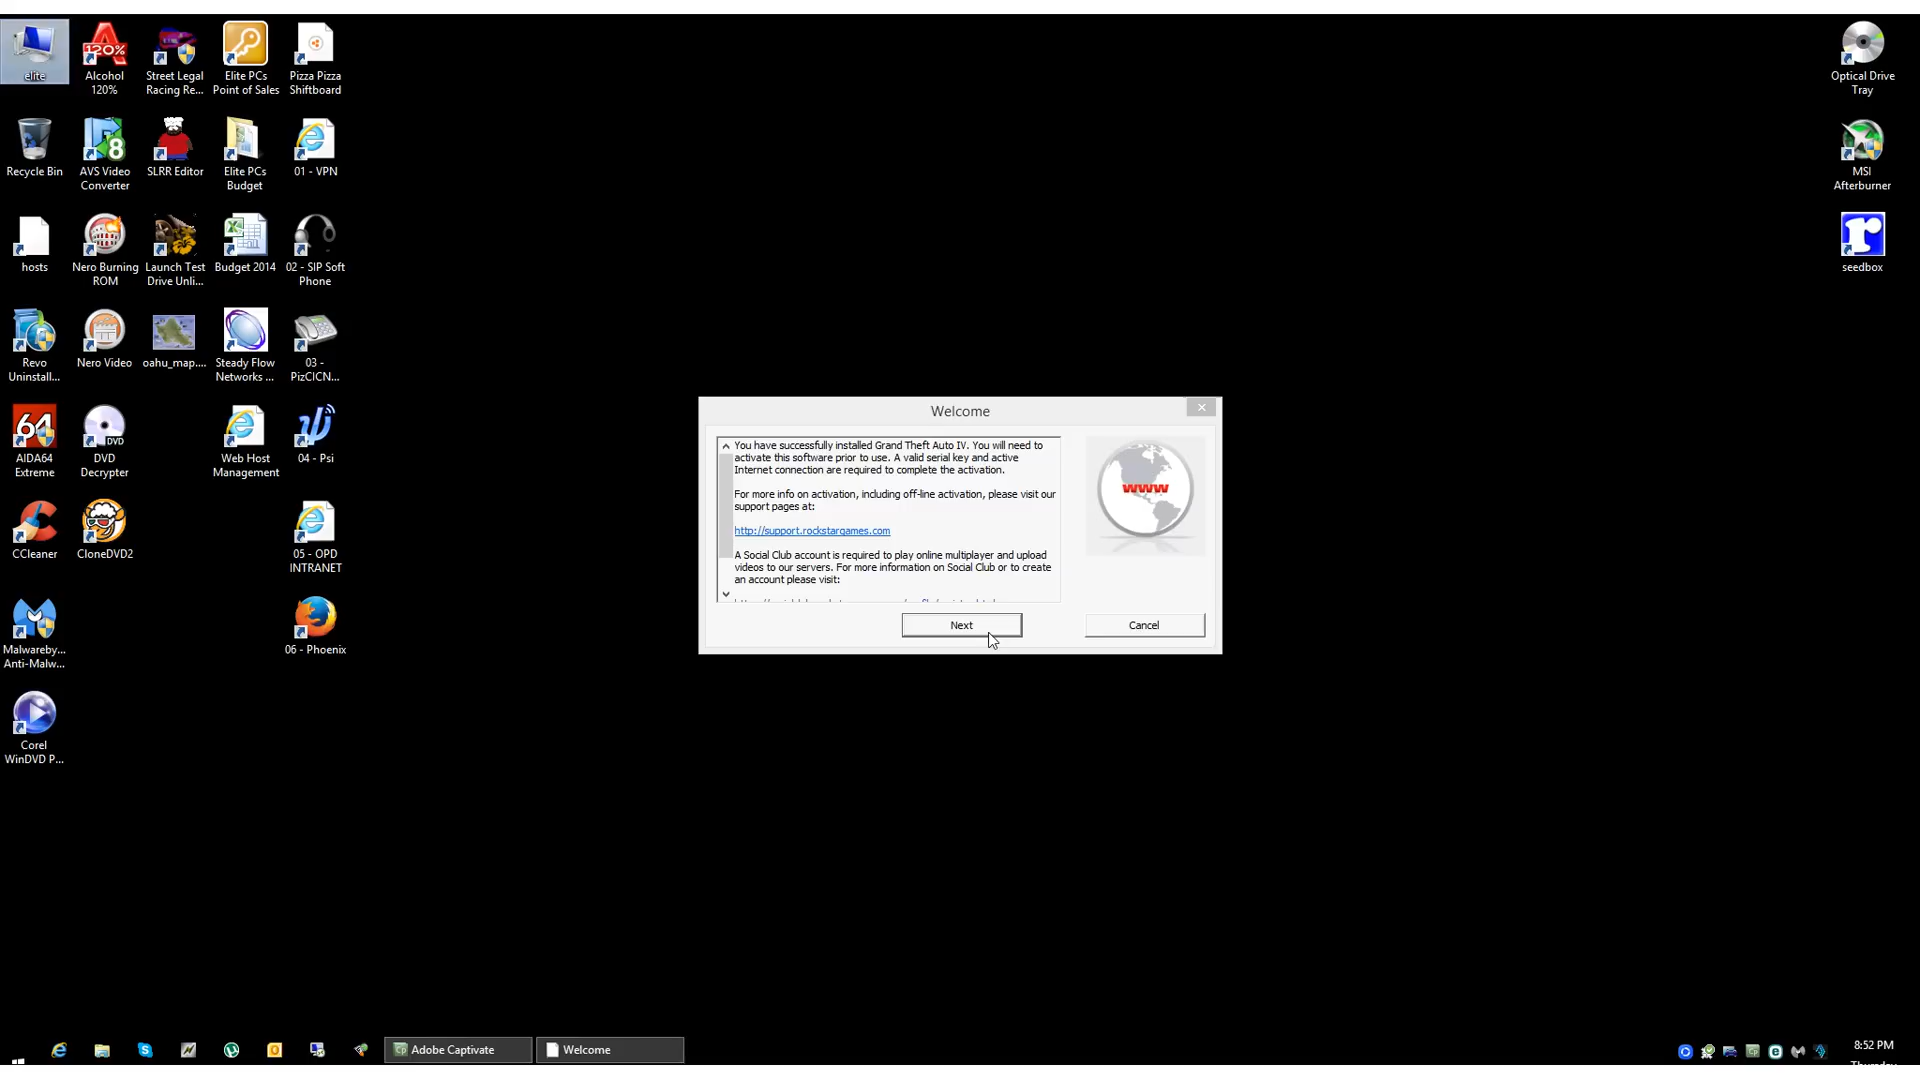 elite
Alcohol
120%
Street Legal
Racing Re...
Elite PCs
Point of Sales
Pizza Pizza
Shiftboard
Optical Drive
Tray
Recycle Bin
AVS Video
Converter
SLRR Editor
Elite PCs
Budget
01 - VPN
MSI
Afterburner
hosts
Nero Burning
ROM
Launch Test
Drive Unli...
Budget 2014
02 - SIP Soft
Phone
seedbox
Revo
Uninstall...
Nero Video
oahu_map....
Steady Flow
Networks ...
03 -
PizCICN...
AIDA64
Extreme
DVD
Decrypter
Web Host
Management
04 - Psi
CCleaner
CloneDVD2
05 - OPD
INTRANET
Malwareby...
Anti-Malw...
06 - Phoenix
Corel
WinDVD P...
120%
8
64
DVD
r
Welcome
You have successfully installed Grand Theft Auto IV. You will need to
activate this software prior to use. A valid serial key and active
Internet connection are required to complete the activation.
For more info on activation, including off-line activation, please visit our
support pages at:
http://support.rockstargames.com
A Social Club account is required to play online multiplayer and upload
videos to our servers. For more information on Social Club or to create
an account please visit:
www
Next
Cancel
Cp Adobe Captivate
Welcome
8:52 PM
Thursday